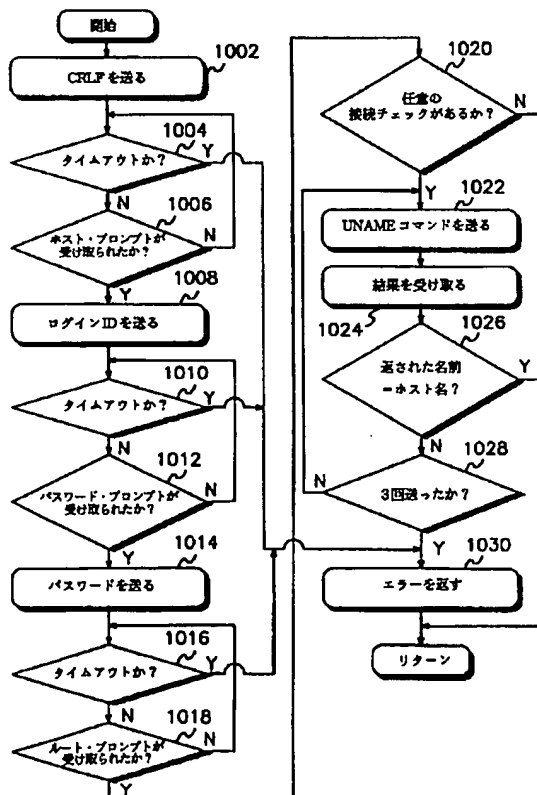 開始
1002
CRLFを送る
1004
タイムアウトか?
Y
N
1006
ホスト・プロンプトが
受け取られたか?
N
Y
1008
ログインIDを送る
1010
タイムアウトか?
Y
N
1012
パスワード・プロンプトが
受け取られたか?
N
Y
1014
パスワードを送る
1016
タイムアウトか?
Y
N
1018
ルート・プロンプトが
受け取られたか?
N
Y
1020
任意の
接続チェックがあるか?
N
Y
1022
UNAMEコマンドを送る
結果を受け取る
1024
1026
返された名前
=ホスト名?
Y
N
1028
3回送ったか?
N
Y
1030
エラーを返す
リターン